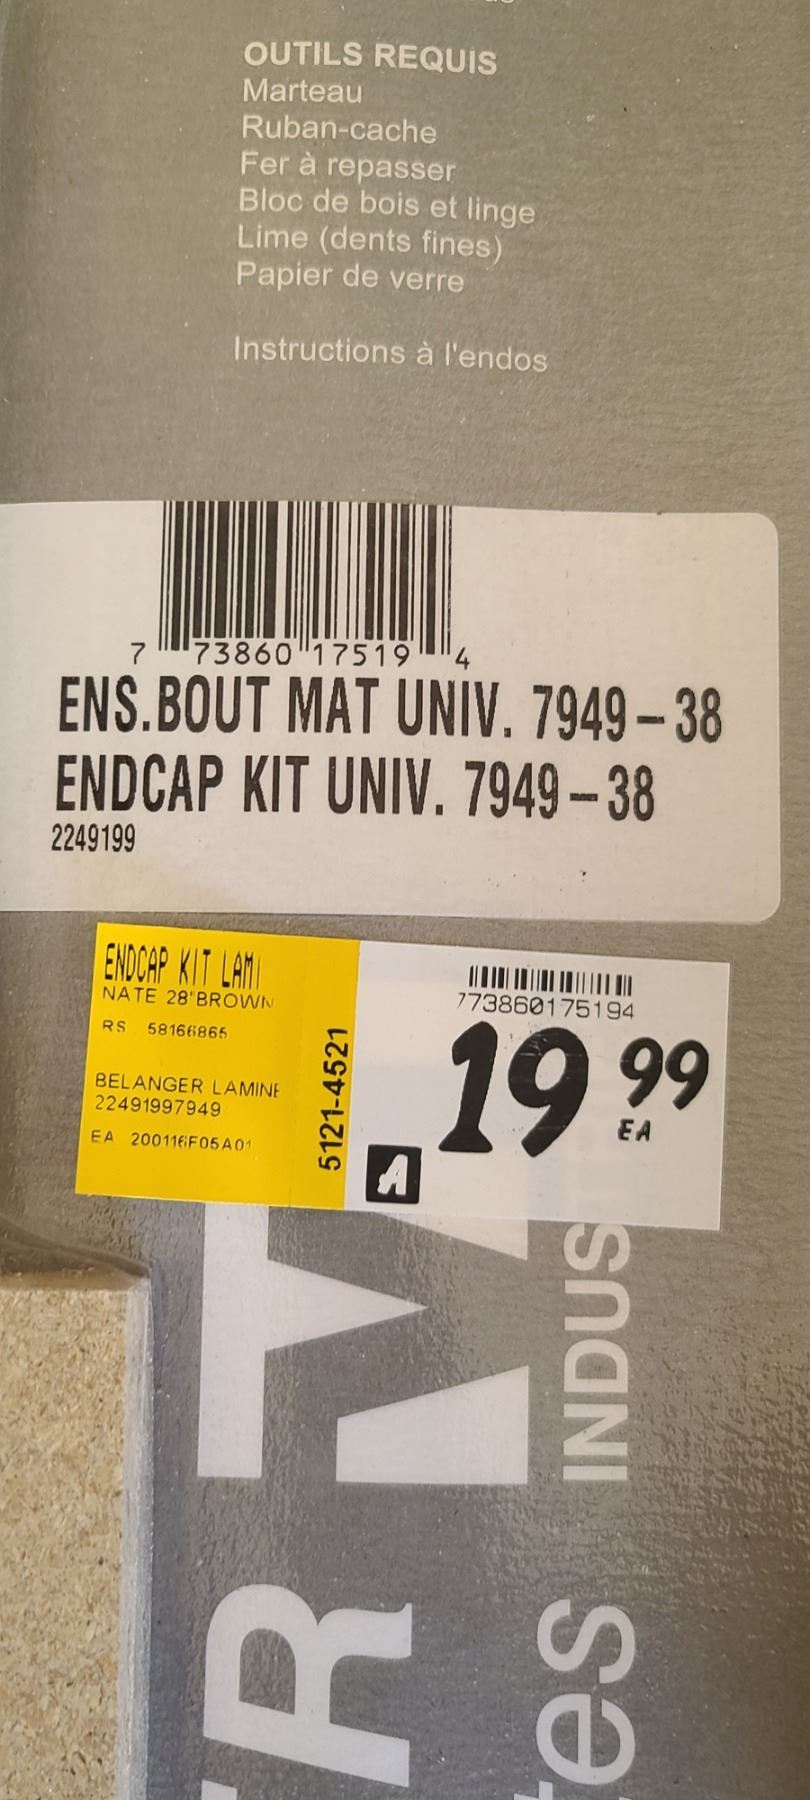 OUTILS REQUIS
Marteau
Ruban-cache
Fer à repasser
Bloc de bois et linge
Lime (dents fines)
Papier de verre
Instructions à l'endos
7 73860 17519 4
ENS.BOUT MAT UNIV. 7949-38
ENDCAP KIT UNIV. 7949-38
2249199
ENDCAP KIT LAMI
NATE 28"BROWN
RS 58166865
BELANGER LAMINE
22491997949
EA 200116F05A01
5121-4521
773860175194
19 99
EA
A
INDUS
R
tes